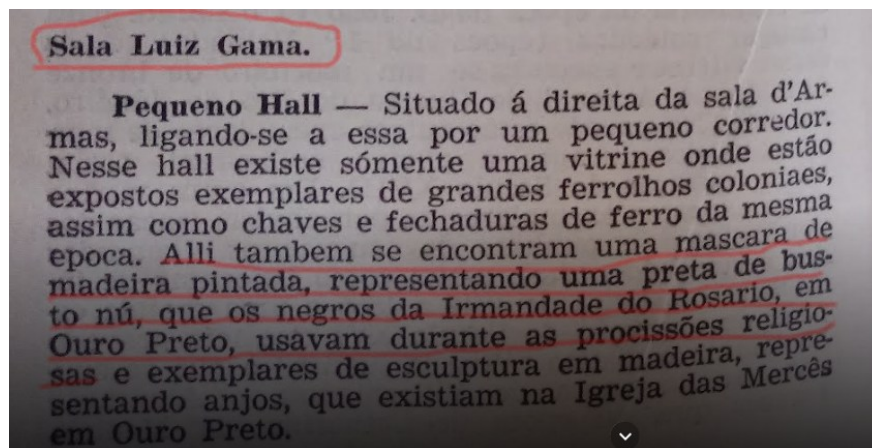 Sala Luiz Gama.
Pequeno Hall — Situado á direita da sala d'Ar-
mas, ligando-se a essa por um pequeno corredor.
Nesse hall existe sómente uma vitrine onde estão
expostos exemplares de grandes ferrolhos coloniaes,
assim como chaves e fechaduras de ferro da mesma
epoca. Alli tambem se encontram uma mascara de
madeira pintada, representando uma preta de bus-
to nú, que os negros da Irmandade do Rosario, em
Ouro Preto, usavam durante as procissões religio-
sas e exemplares de esculptura em madeira, repre-
sentando anjos, que existiam na Igreja das Mercês
em Ouro Preto.